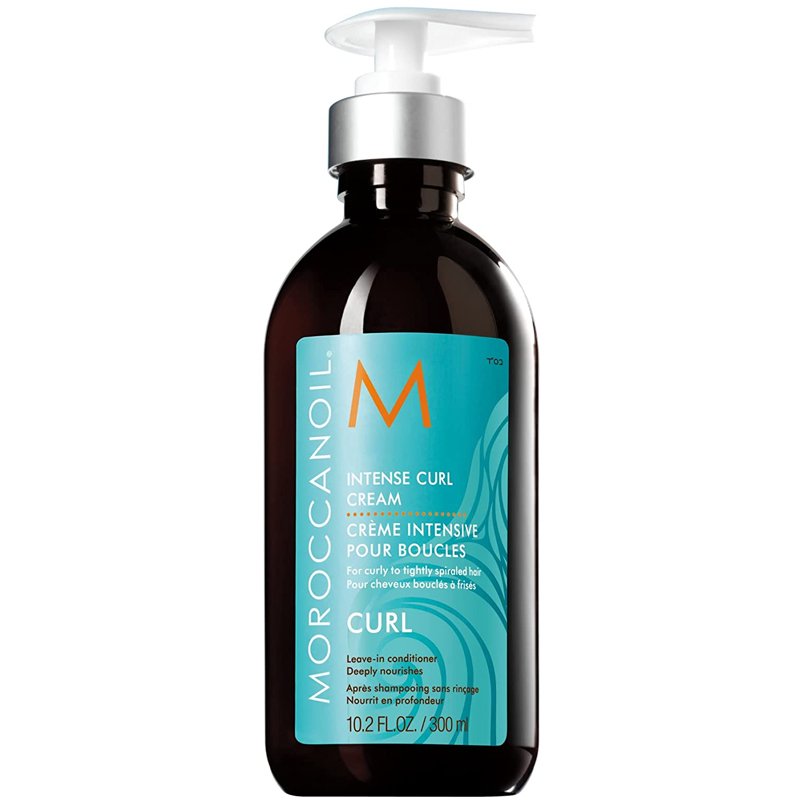 MOROCCANOIL®
M
INTENSE CURL
CREAM
CRÈME INTENSIVE
POUR BOUCLES
For curly to tightly spiraled hair
Pour cheveux bouclés à frisés
CURL
Leave-in conditioner
Deeply nourishes
Après shampooing sans rinçage
Nourrit en profondeur
10.2 FL.OZ. / 300 ml